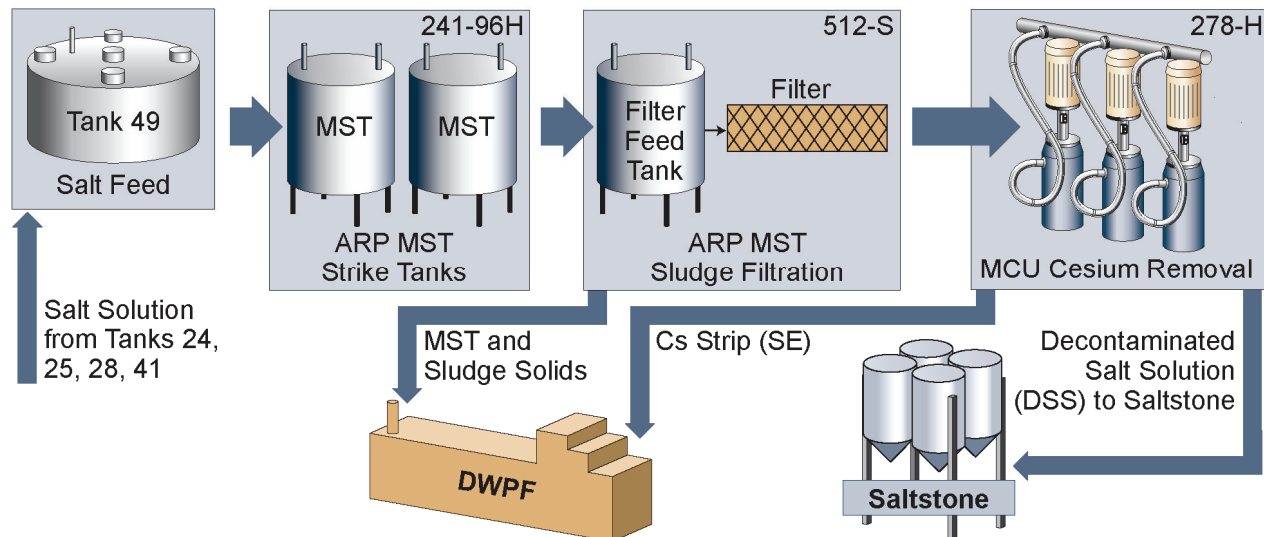 Tank 49
Salt Feed
241-96H
MST
MST
ARP MST
Strike Tanks
512-S
Filter
Feed
Tank
Filter
ARP MST
Sludge Filtration
278-H
MCU Cesium Removal
Salt Solution
from Tanks 24,
25, 28, 41
MST and
Sludge Solids
Cs Strip (SE)
Decontaminated
Salt Solution
(DSS) to Saltstone
DWPF
Saltstone